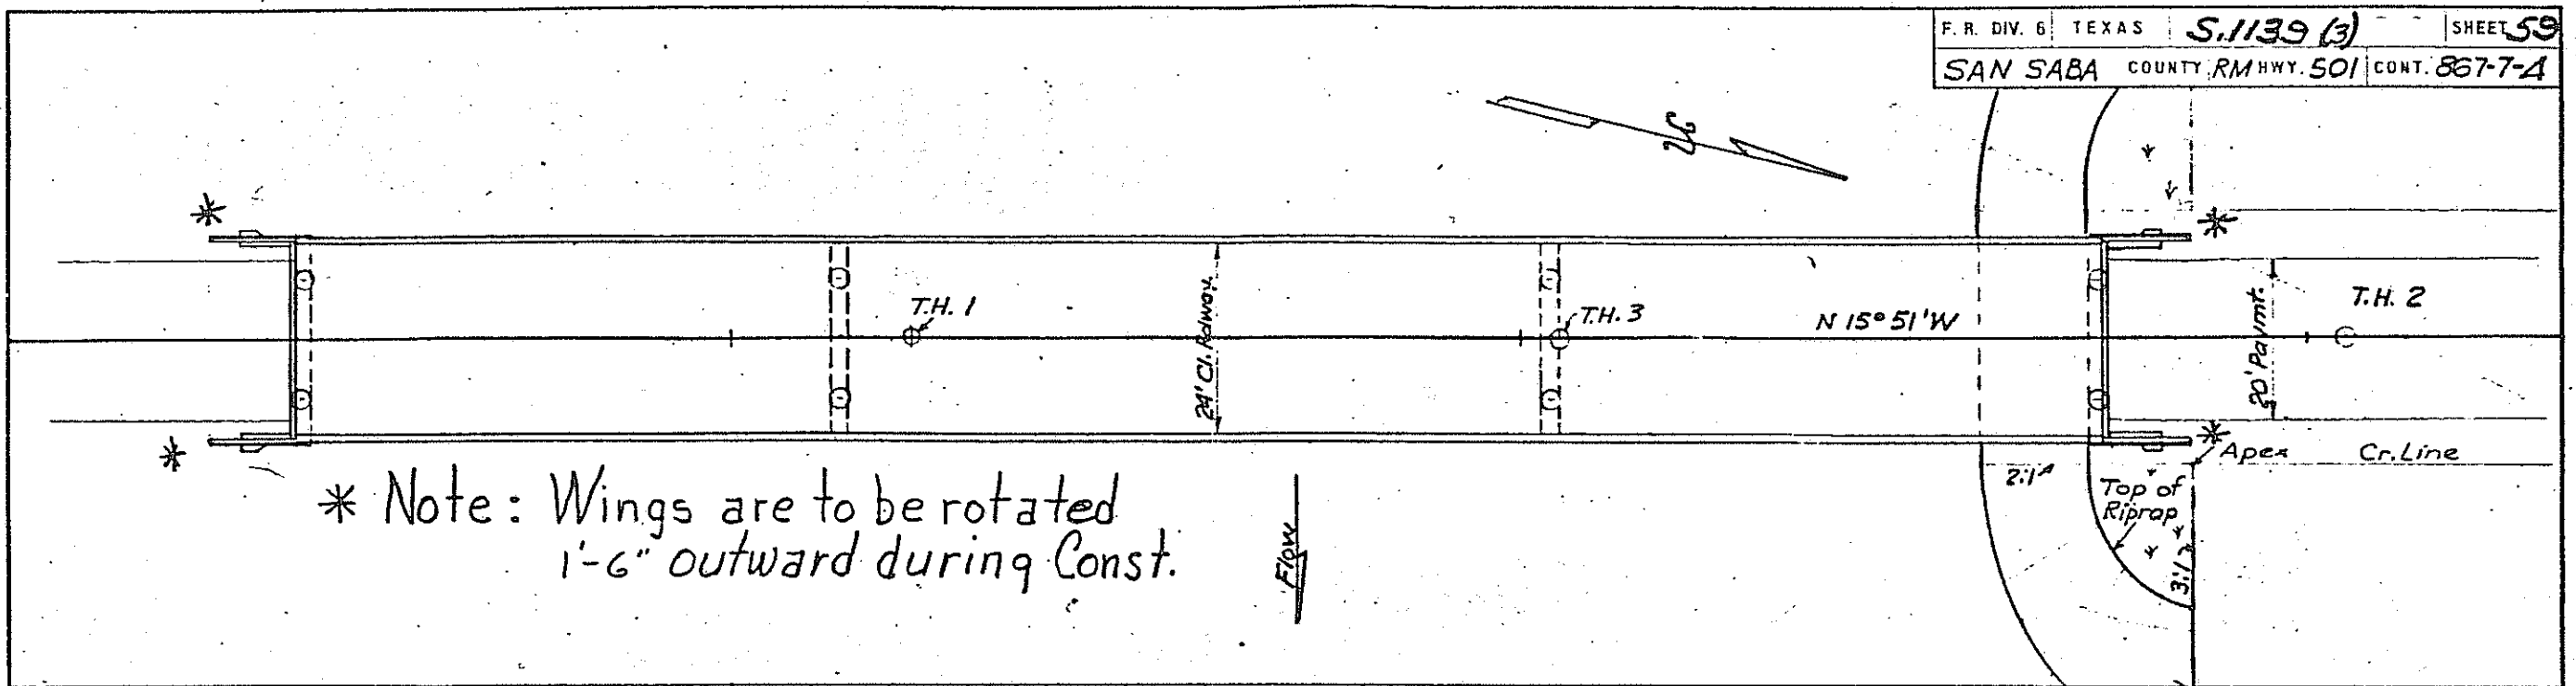 F. R. DIV. 6 TEXAS S.1139 (3) SHEET 59
SAN SABA COUNTY RM HWY. 501 CONT. 867-7-4
N
T.H. 1
24' Cl. Rdway.
T.H. 3
N 15° 51' W
20' Pavmt.
T.H. 2
Apex
Cr. Line
2:1
Top of
Riprap
3:1
* Note: Wings are to be rotated
1'-6" outward during Const.
Flow